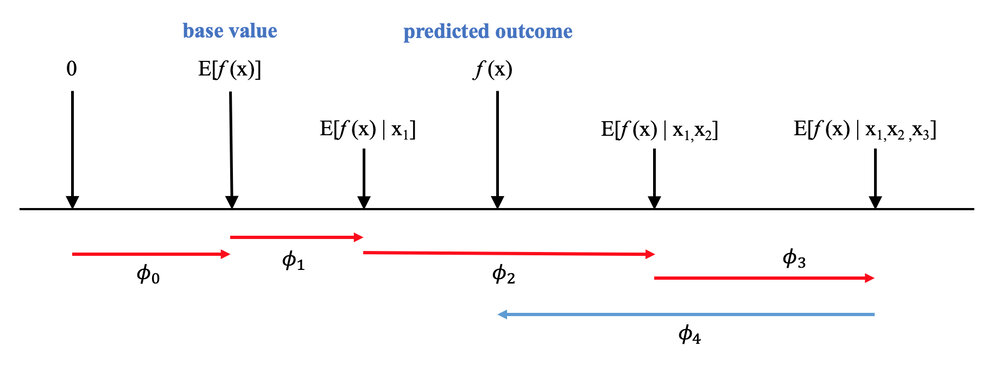 base value predicted outcome
0 E[f(x)] f(x)
E[f(x) | x₁] E[f(x) | x₁,x₂] E[f(x) | x₁,x₂,x₃]
ϕ₀ ϕ₁ ϕ₂ ϕ₃
ϕ₄